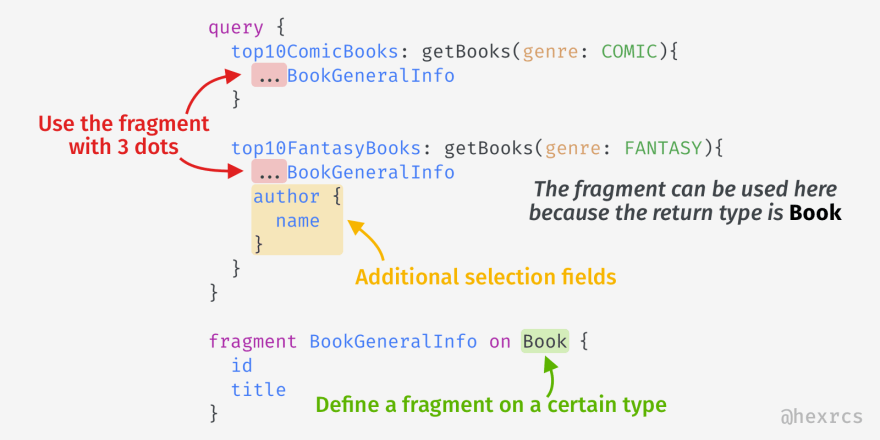 query {
top10ComicBooks: getBooks(genre: COMIC){
...BookGeneralInfo
}
Use the fragment
with 3 dots
top10FantasyBooks: getBooks(genre: FANTASY){
...BookGeneralInfo
author {
name
}
The fragment can be used here
because the return type is Book
Additional selection fields
}
}
fragment BookGeneralInfo on Book {
id
title
}
Define a fragment on a certain type
@hexrcs